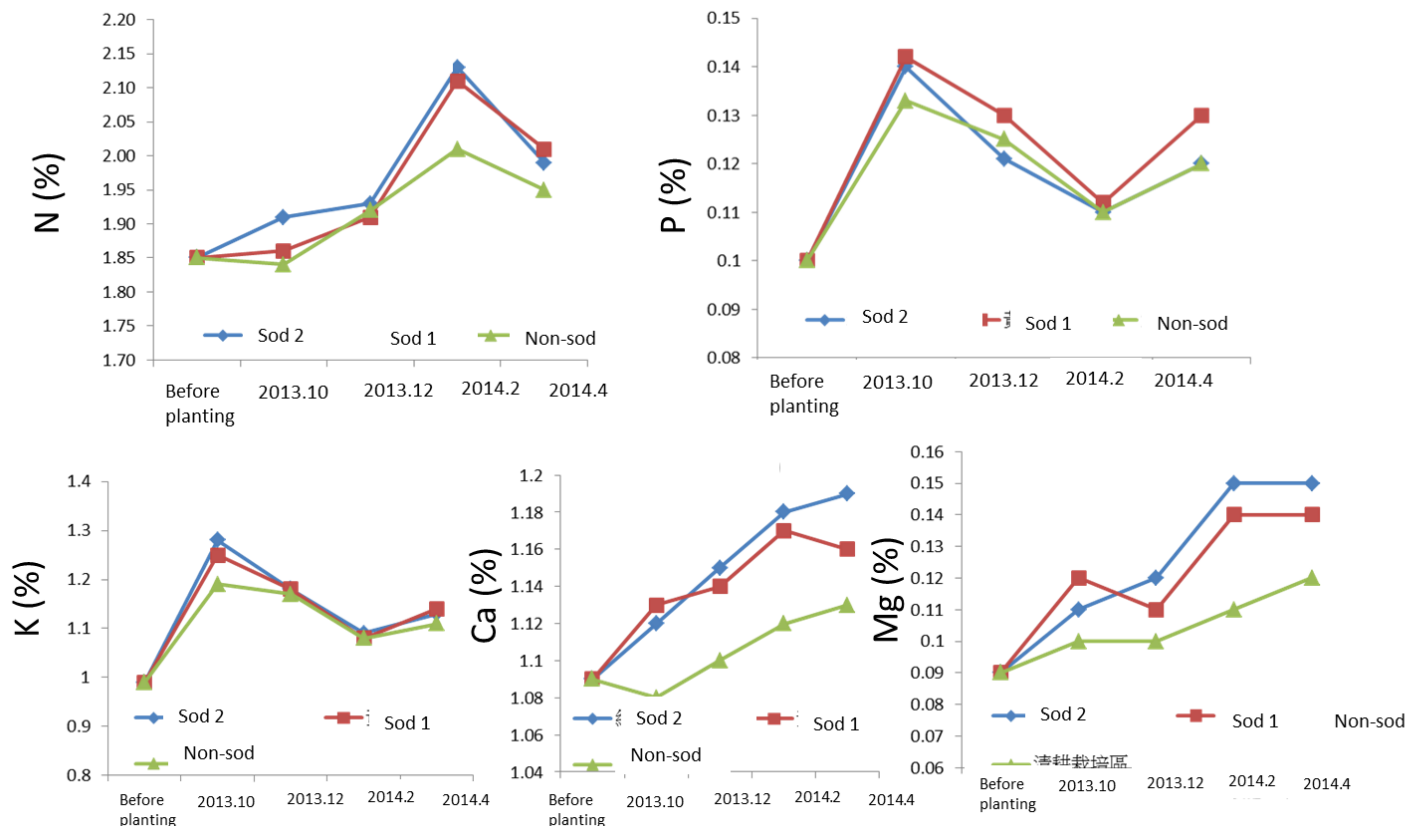 2.20
2.15
2.10
2.05
2.00
1.95
1.90
1.85
1.80
1.75
1.70
N (%)
Sod 2
Sod 1
Non-sod
Before
planting
2013.10
2013.12
2014.2
2014.4
0.15
0.14
0.13
0.12
0.11
0.1
0.09
0.08
P (%)
Sod 2
Sod 1
Non-sod
Before
planting
2013.10
2013.12
2014.2
2014.4
1.4
1.3
1.2
1.1
1
0.9
0.8
K (%)
Sod 2
Sod 1
Non-sod
Before
planting
2013.10
2013.12
2014.2
2014.4
1.2
1.18
1.16
1.14
1.12
1.1
1.08
1.06
1.04
Ca (%)
Sod 2
Sod 1
Non-sod
Before
planting
2013.10
2013.12
2014.2
2014.4
0.16
0.15
0.14
0.13
0.12
0.11
0.1
0.09
0.08
0.07
0.06
Mg (%)
Sod 2
Sod 1
Non-sod
清耕栽培區
Before
planting
2013.10
2013.12
2014.2
2014.4